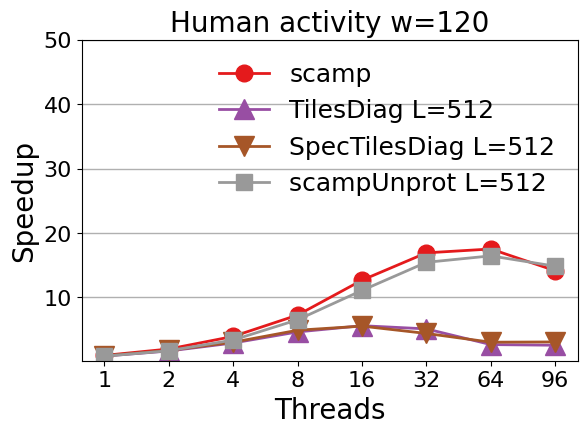 Human activity w=120
Speedup
50
40
30
20
10
scamp
TilesDiag L=512
SpecTilesDiag L=512
scampUnprot L=512
1 2 4 8 16 32 64 96
Threads